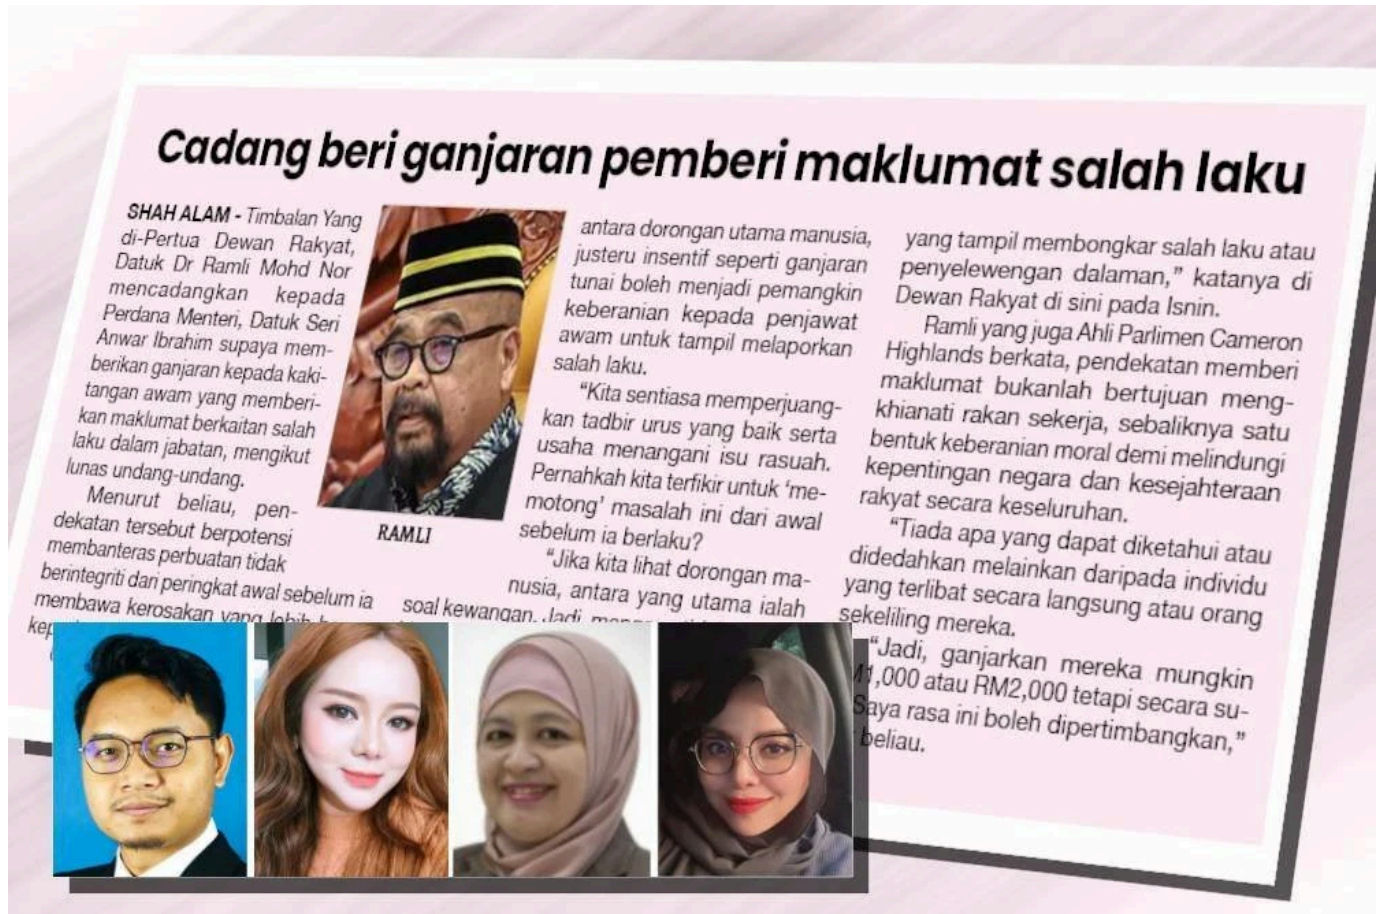 Cadang beri ganjaran pemberi maklumat salah laku
SHAH ALAM - Timbalan Yang
di-Pertua Dewan Rakyat,
Datuk Dr Ramli Mohd Nor
mencadangkan kepada
Perdana Menteri, Datuk Seri
Anwar Ibrahim supaya mem-
berikan ganjaran kepada kaki-
tangan awam yang memberi-
kan maklumat berkaitan salah
laku dalam jabatan, mengikut
lunas undang-undang.
Menurut beliau, pen-
dekatan tersebut berpotensi
membanteras perbuatan tidak
berintegriti dari peringkat awal sebelum ia
membawa kerosakan yang lebih
RAMLI
antara dorongan utama manusia,
justeru insentif seperti ganjaran
tunai boleh menjadi pemangkin
keberanian kepada penjawat
awam untuk tampil melaporkan
salah laku.
“Kita sentiasa memperjuang-
kan tadbir urus yang baik serta
usaha menangani isu rasuah.
Pernahkah kita terfikir untuk ‘me-
motong’ masalah ini dari awal
sebelum ia berlaku?
“Jika kita lihat dorongan ma-
nusia, antara yang utama ialah
soal kewangan. Jadi,
yang tampil membongkar salah laku atau
penyelewengan dalaman,” katanya di
Dewan Rakyat di sini pada Isnin.
Ramli yang juga Ahli Parlimen Cameron
Highlands berkata, pendekatan memberi
maklumat bukanlah bertujuan meng-
khianati rakan sekerja, sebaliknya satu
bentuk keberanian moral demi melindungi
kepentingan negara dan kesejahteraan
rakyat secara keseluruhan.
“Tiada apa yang dapat diketahui atau
didedahkan melainkan daripada individu
yang terlibat secara langsung atau orang
sekeliling mereka.
“Jadi, ganjarkan mereka mungkin
1,000 atau RM2,000 tetapi secara su-
Saya rasa ini boleh dipertimbangkan,”
beliau.